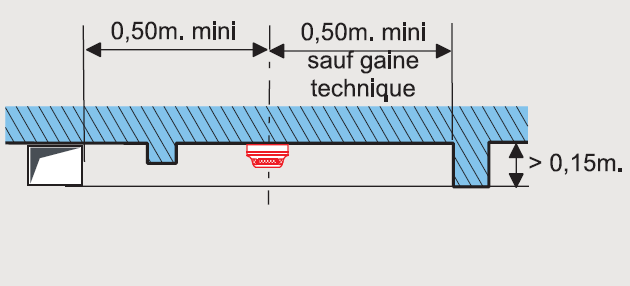 0,50m. mini
0,50m. mini
sauf gaine
technique
> 0,15m.